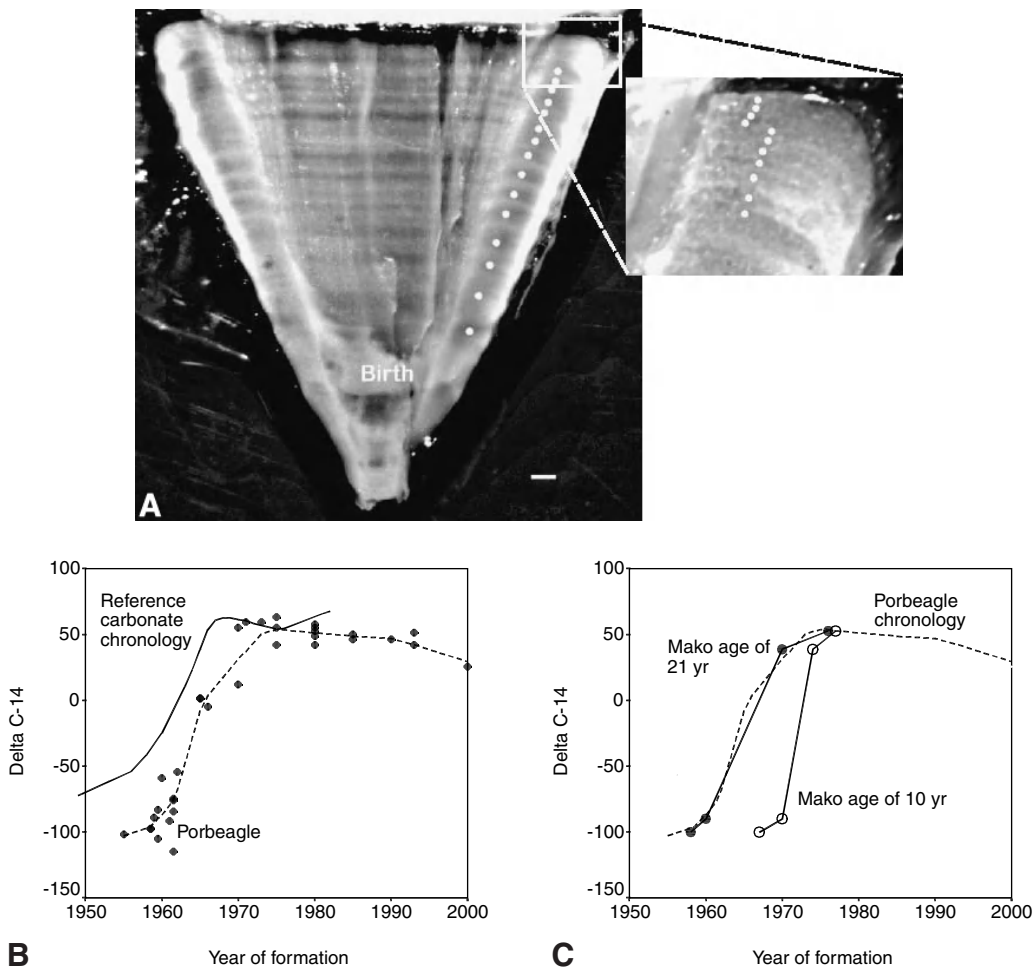 Birth
A
100
50
0
-50
-100
-150
Delta C-14
Reference
carbonate
chronology
Porbeagle
1950 1960 1970 1980 1990 2000
Year of formation
B
100
50
0
-50
-100
-150
Delta C-14
Porbeagle
chronology
Mako age of
21 yr
Mako age of 10 yr
1950 1960 1970 1980 1990 2000
Year of formation
C